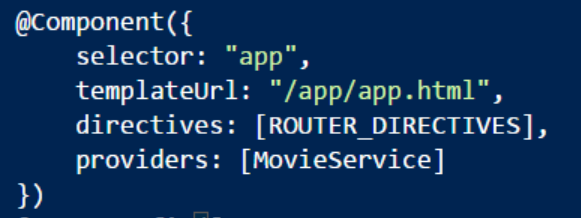 @Component({
    selector: "app",
    templateUrl: "/app/app.html",
    directives: [ROUTER_DIRECTIVES],
    providers: [MovieService]
})